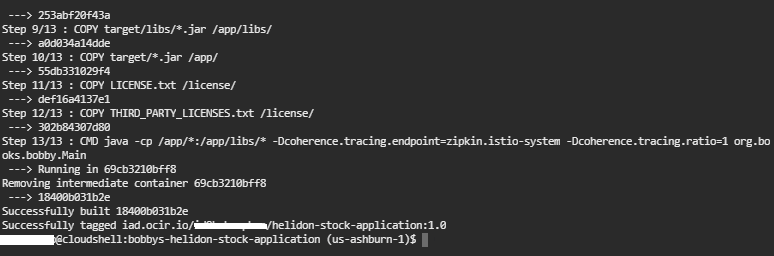 ---> 253abf20f43a
Step 9/13 : COPY target/libs/*.jar /app/libs/
---> a0d034a14dde
Step 10/13 : COPY target/*.jar /app/
---> 55db331029f4
Step 11/13 : COPY LICENSE.txt /license/
---> def16a4137e1
Step 12/13 : COPY THIRD_PARTY_LICENSES.txt /license/
---> 302b84307d80
Step 13/13 : CMD java -cp /app/*:/app/libs/* -Dcoherence.tracing.endpoint=zipkin.istio-system -Dcoherence.tracing.ratio=1 org.bo
oks.bobby.Main
---> Running in 69cb3210bff8
Removing intermediate container 69cb3210bff8
---> 18400b031b2e
Successfully built 18400b031b2e
Successfully tagged iad.ocir.io/ /helidon-stock-application:1.0
@cloudshell:bobbys-helidon-stock-application (us-ashburn-1)$